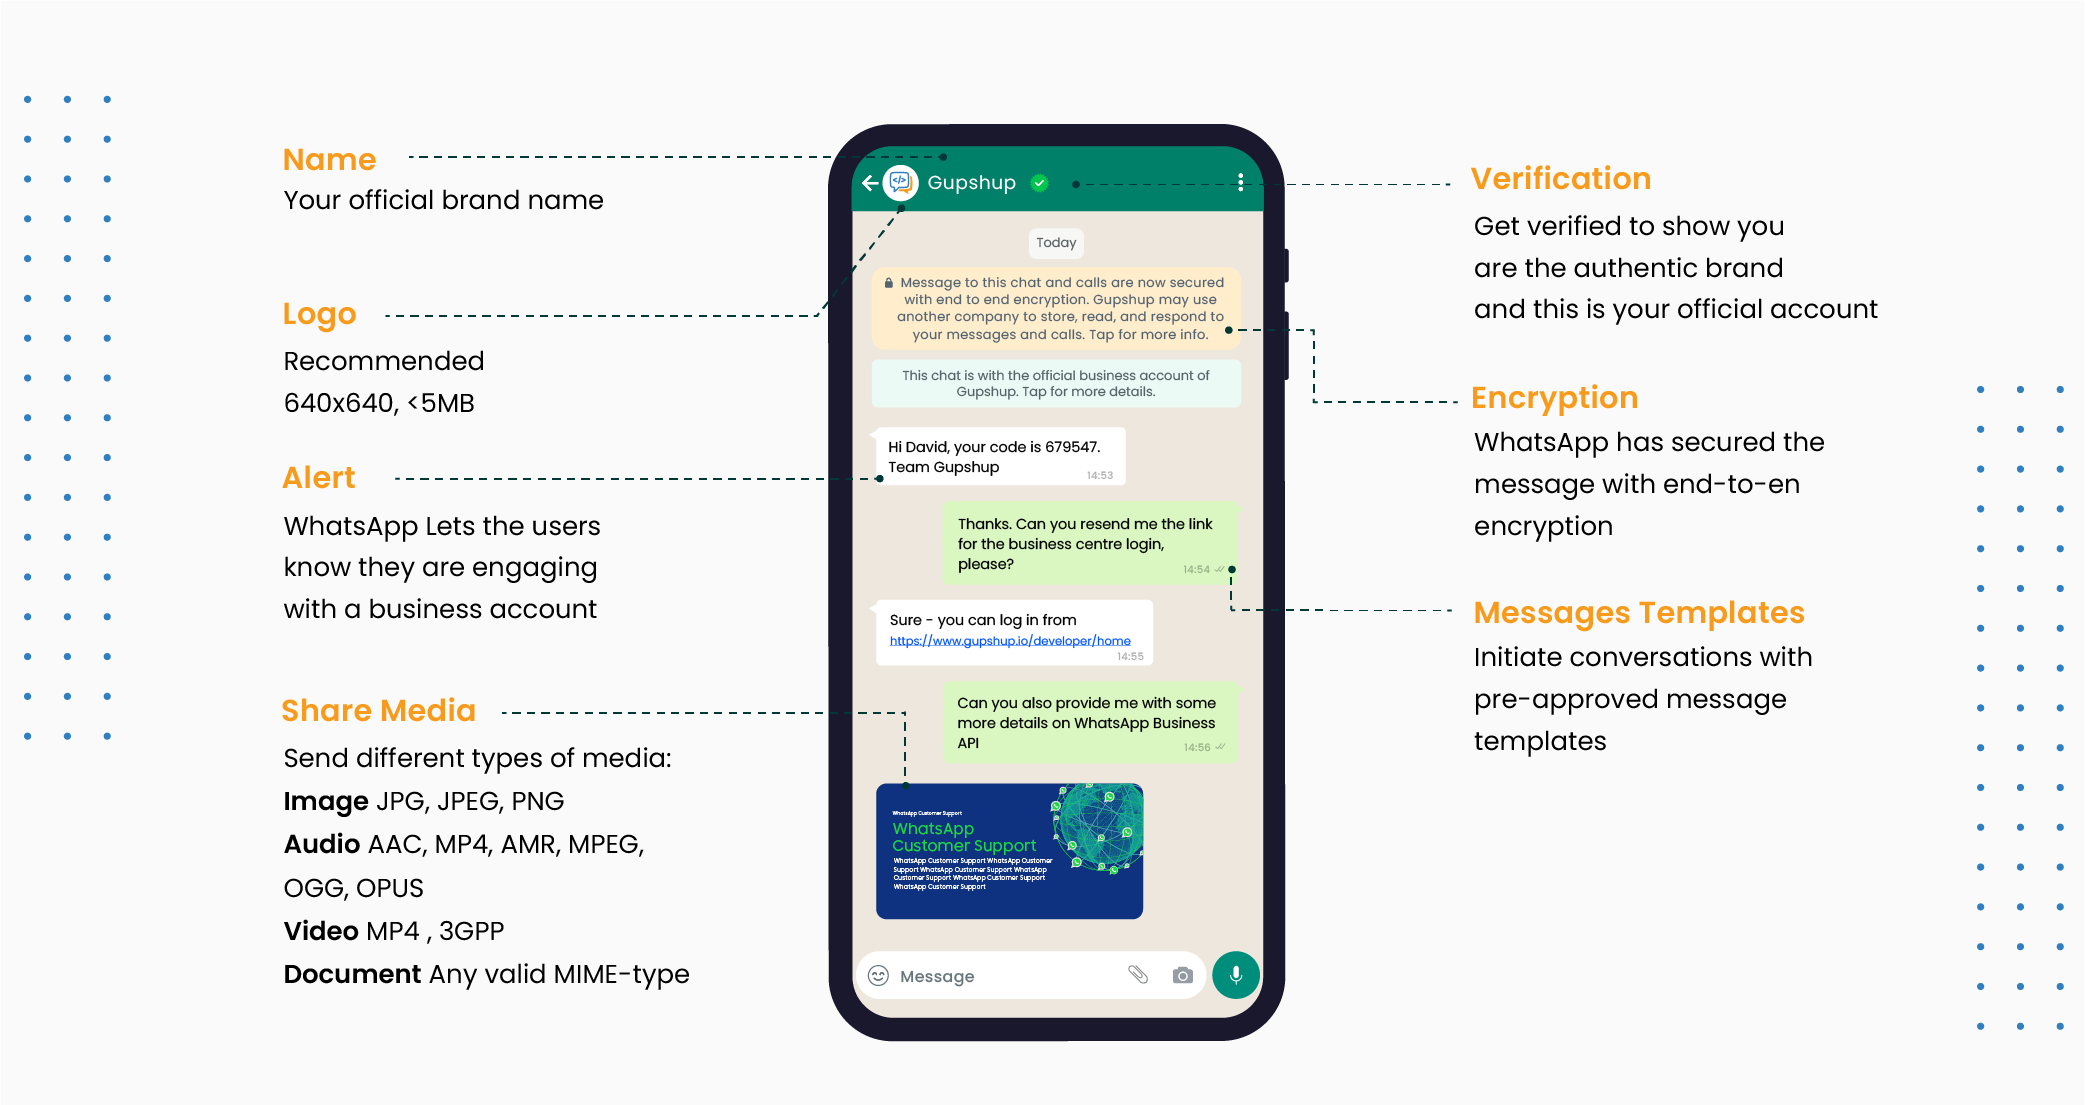 Name
Your official brand name
Logo
Recommended
640x640, <5MB
Alert
WhatsApp Lets the users
know they are engaging
with a business account
Share Media
Send different types of media:
Image JPG, JPEG, PNG
Audio AAC, MP4, AMR, MPEG,
OGG, OPUS
Video MP4 , 3GPP
Document Any valid MIME-type
Gupshup
Today
Message to this chat and calls are now secured
with end to end encryption. Gupshup may use
another company to store, read, and respond to
your messages and calls. Tap for more info.
This chat is with the official business account of
Gupshup. Tap for more details.
Hi David, your code is 679547.
Team Gupshup
14:53
Thanks. Can you resend me the link
for the business centre login,
please?
14:54
Sure - you can log in from
https://www.gupshup.io/developer/home
14:55
Can you also provide me with some
more details on WhatsApp Business
API
14:56
WhatsApp Customer Support
WhatsApp
Customer Support
WhatsApp Customer Support WhatsApp Customer
Support WhatsApp Customer Support WhatsApp
Customer Support WhatsApp Customer Support
WhatsApp Customer Support
Message
Verification
Get verified to show you
are the authentic brand
and this is your official account
Encryption
WhatsApp has secured the
message with end-to-en
encryption
Messages Templates
Initiate conversations with
pre-approved message
templates